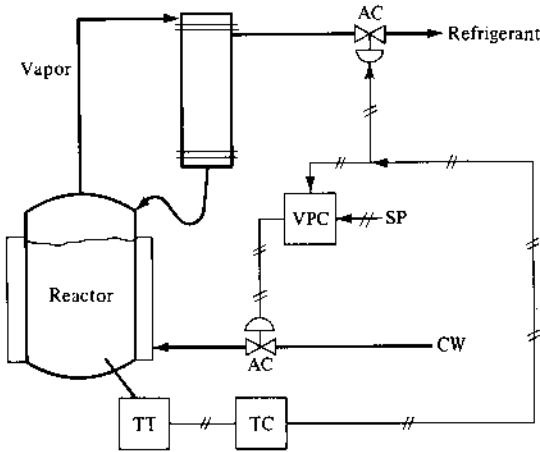 AC
Refrigerant
Vapor
VPC
SP
Reactor
AC
CW
TT
TC